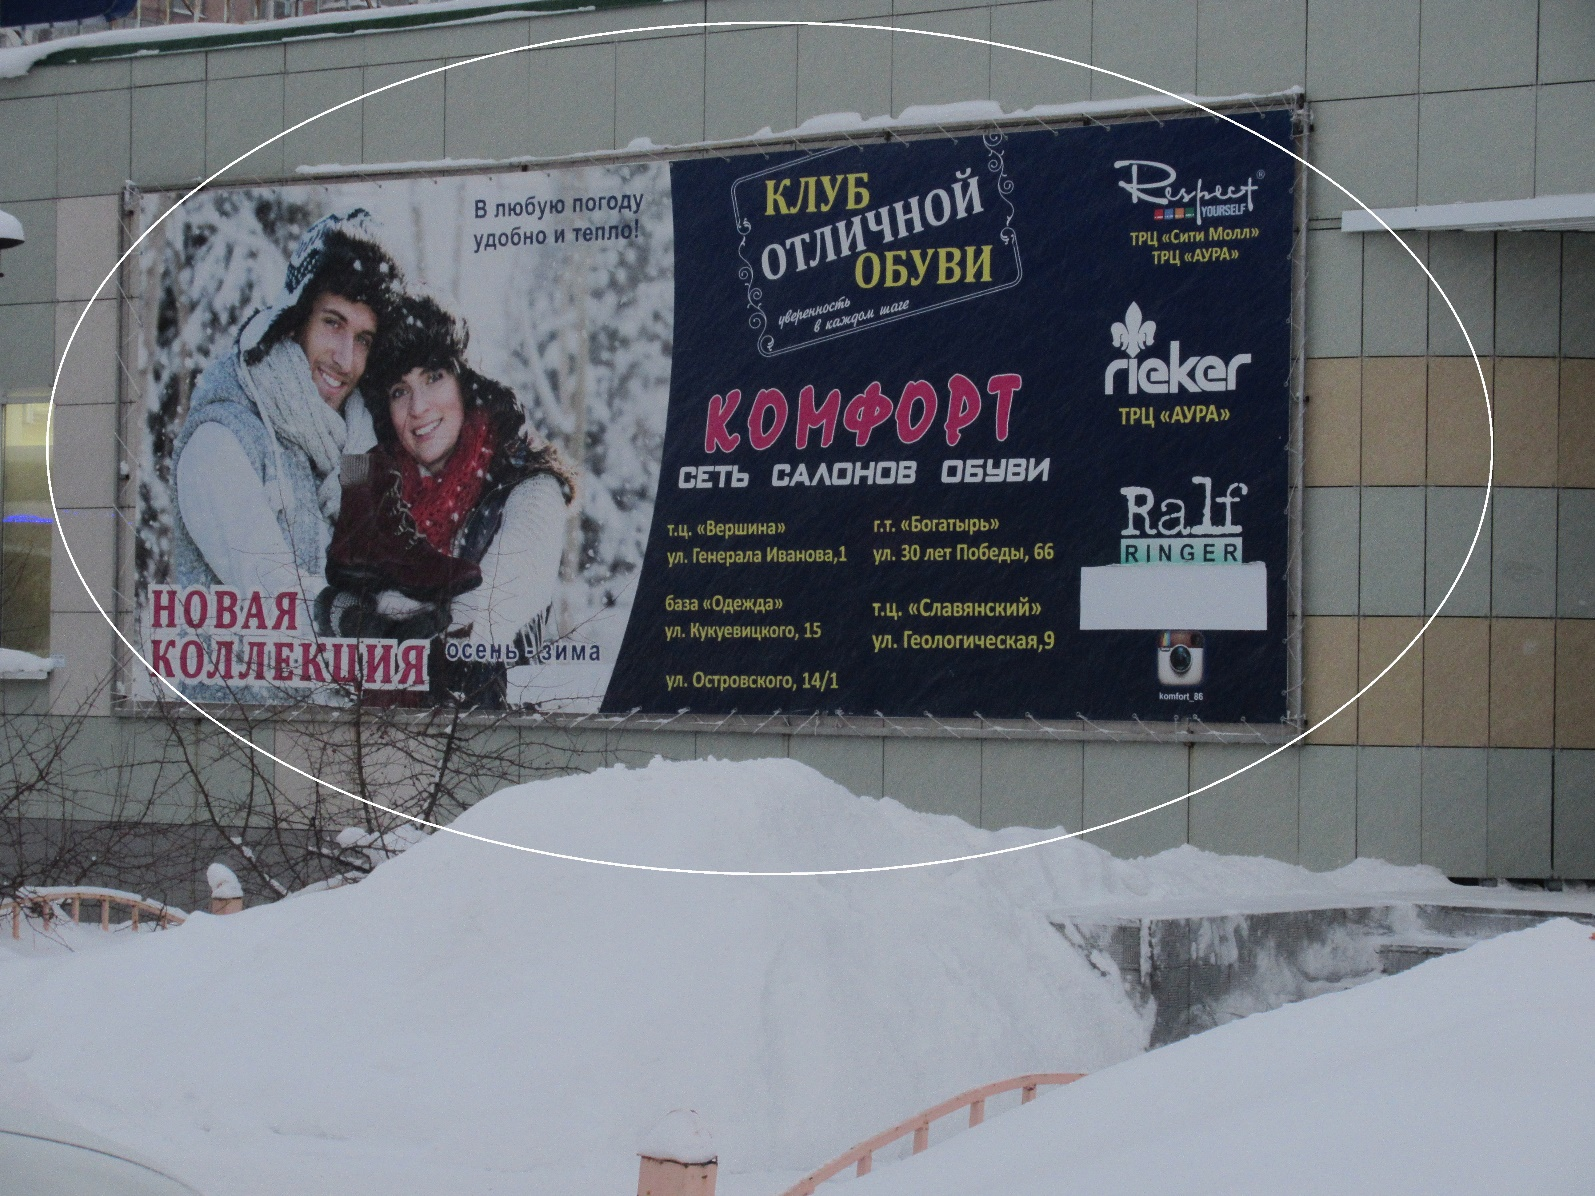 В любую погоду
удобно и тепло!
НОВАЯ
КОЛЛЕКЦИЯ
осень - зима
КЛУБ
ОТЛИЧНОЙ
ОБУВИ
уверенность
в каждом шаге
КОМФОРТ
СЕТЬ САЛОНОВ ОБУВИ
т.ц. «Вершина»
ул. Генерала Иванова,1
база «Одежда»
ул. Кукуевицкого, 15
ул. Островского, 14/1
г.т. «Богатырь»
ул. 30 лет Победы, 66
т.ц. «Славянский»
ул. Геологическая,9
Respect®
YOURSELF
ТРЦ «Сити Молл»
ТРЦ «АУРА»
rieker
ТРЦ «АУРА»
Ralf
RINGER
komfort_86